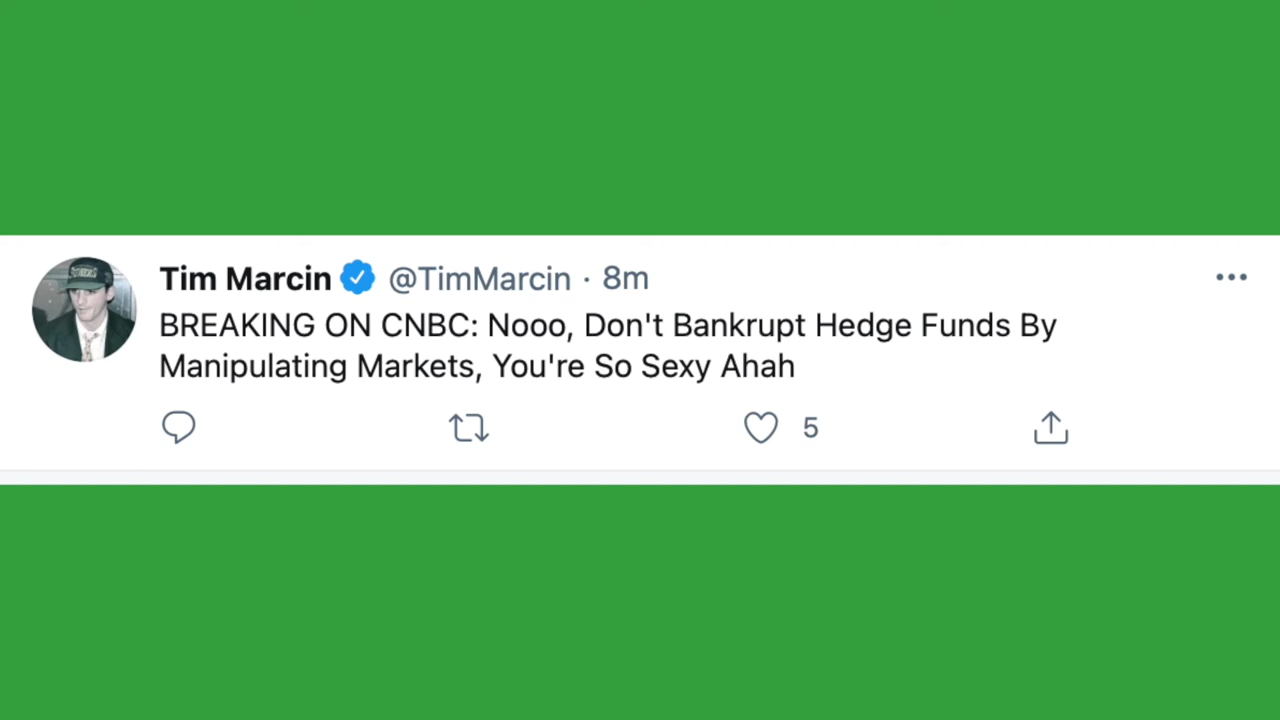 Tim Marcin @TimMarcin · 8m
BREAKING ON CNBC: Nooo, Don't Bankrupt Hedge Funds By
Manipulating Markets, You're So Sexy Ahah
5